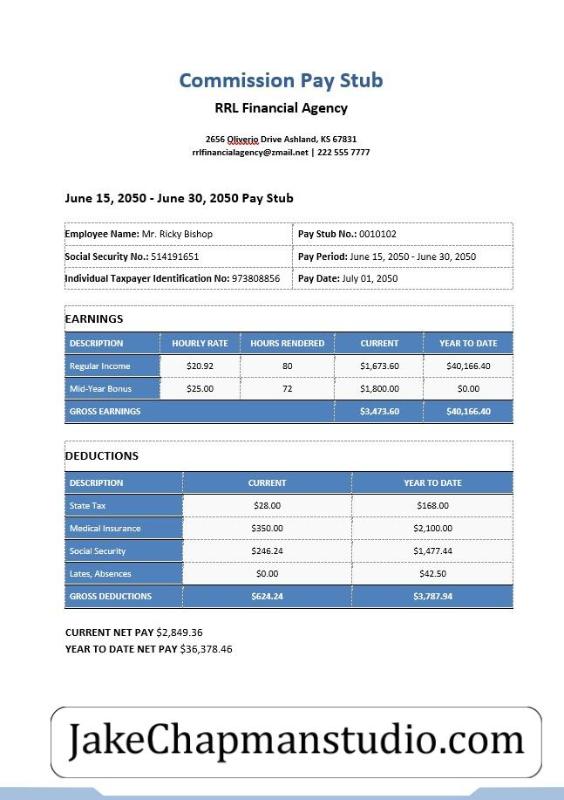 Commission Pay Stub
RRL Financial Agency
2656 Oliverio Drive Ashland, KS 67831
rrlfinancialagency@zmail.net | 222 555 7777
June 15, 2050 - June 30, 2050 Pay Stub
Employee Name: Mr. Ricky Bishop Pay Stub No.: 0010102
Social Security No.: 514191651 Pay Period: June 15, 2050 - June 30, 2050
Individual Taxpayer Identification No: 973808856 Pay Date: July 01, 2050
EARNINGS
DESCRIPTION HOURLY RATE HOURS RENDERED CURRENT YEAR TO DATE
Regular Income $20.92 80 $1,673.60 $40,166.40
Mid-Year Bonus $25.00 72 $1,800.00 $0.00
GROSS EARNINGS $3,473.60 $40,166.40
DEDUCTIONS
DESCRIPTION CURRENT YEAR TO DATE
State Tax $28.00 $168.00
Medical Insurance $350.00 $2,100.00
Social Security $246.24 $1,477.44
Lates, Absences $0.00 $42.50
GROSS DEDUCTIONS $624.24 $3,787.94
CURRENT NET PAY $2,849.36
YEAR TO DATE NET PAY $36,378.46
JakeChapmanstudio.com